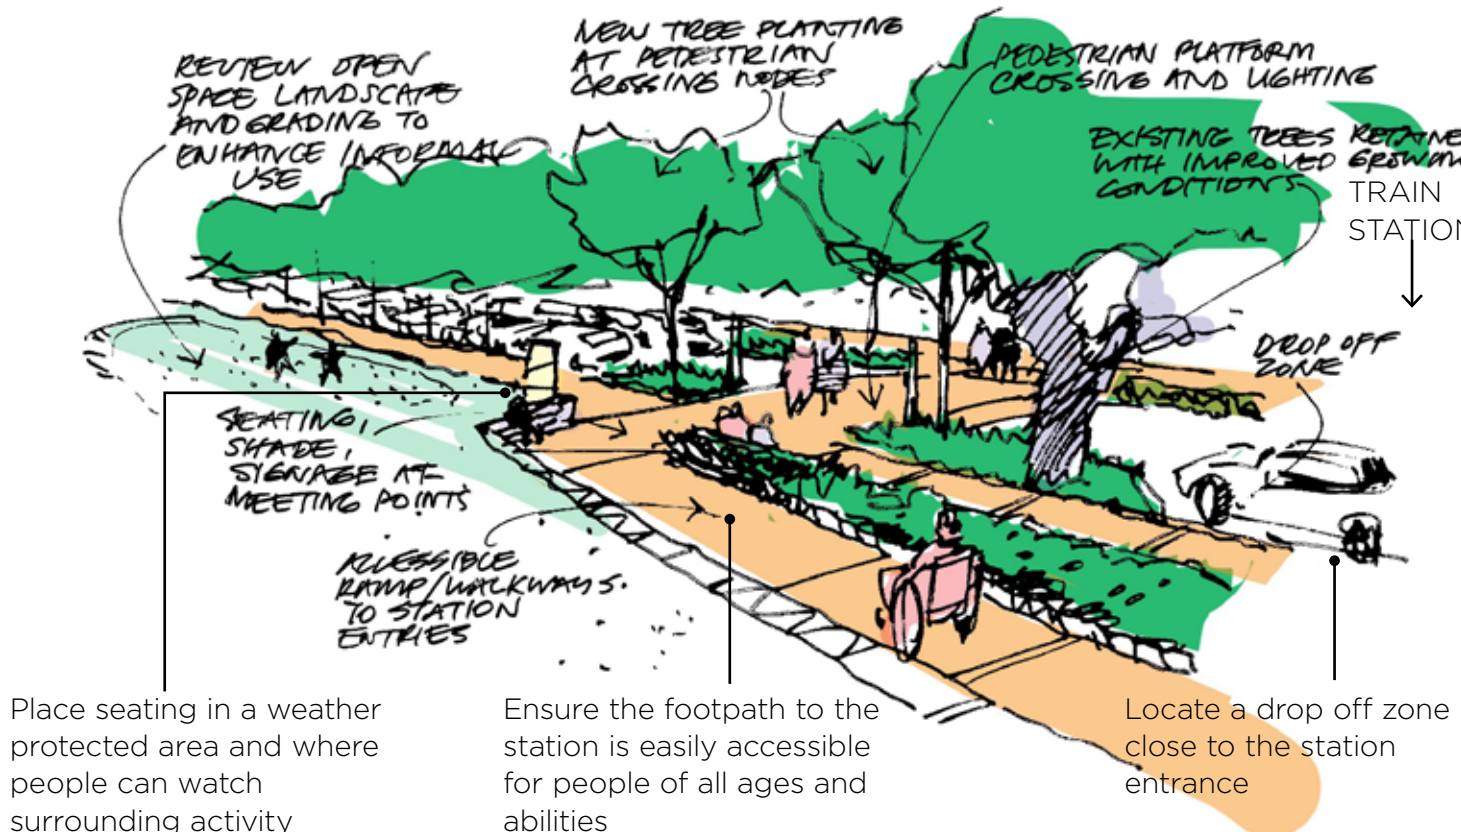 REVIEW OPEN
SPACE LANDSCAPE
AND GRADING TO
ENHANCE INFORMAL
USE
NEW TREE PLANTING
AT PEDESTRIAN
CROSSING NODES
PEDESTRIAN PLATFORM
CROSSING AND LIGHTING
EXISTING TREES RETAINE
WITH IMPROVED GROWIN
CONDITIONS
TRAIN
STATION
DROP OFF
ZONE
SEATING,
SHADE,
SIGNAGE AT
MEETING POINTS
ACCESSIBLE
RAMP/WALKWAYS.
TO STATION
ENTRIES
Place seating in a weather
protected area and where
people can watch
surrounding activity
Ensure the footpath to the
station is easily accessible
for people of all ages and
abilities
Locate a drop off zone
close to the station
entrance